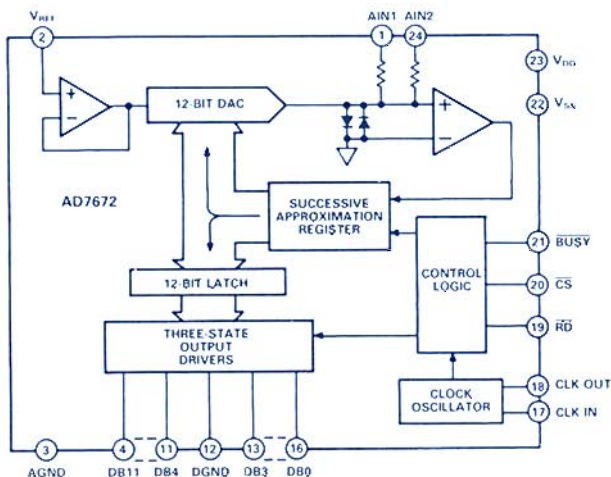 VREF AIN1 AIN2
2 1 24
23 VDD
22 VSS
+
−
12-BIT DAC
+
−
AD7672
SUCCESSIVE
APPROXIMATION
REGISTER
CONTROL
LOGIC
21 BUSY
20 CS
19 RD
12-BIT LATCH
THREE-STATE
OUTPUT
DRIVERS
CLOCK
OSCILLATOR
18 CLK OUT
17 CLK IN
3 4 11 12 13 16
AGND DB11 DB4 DGND DB3 DB0